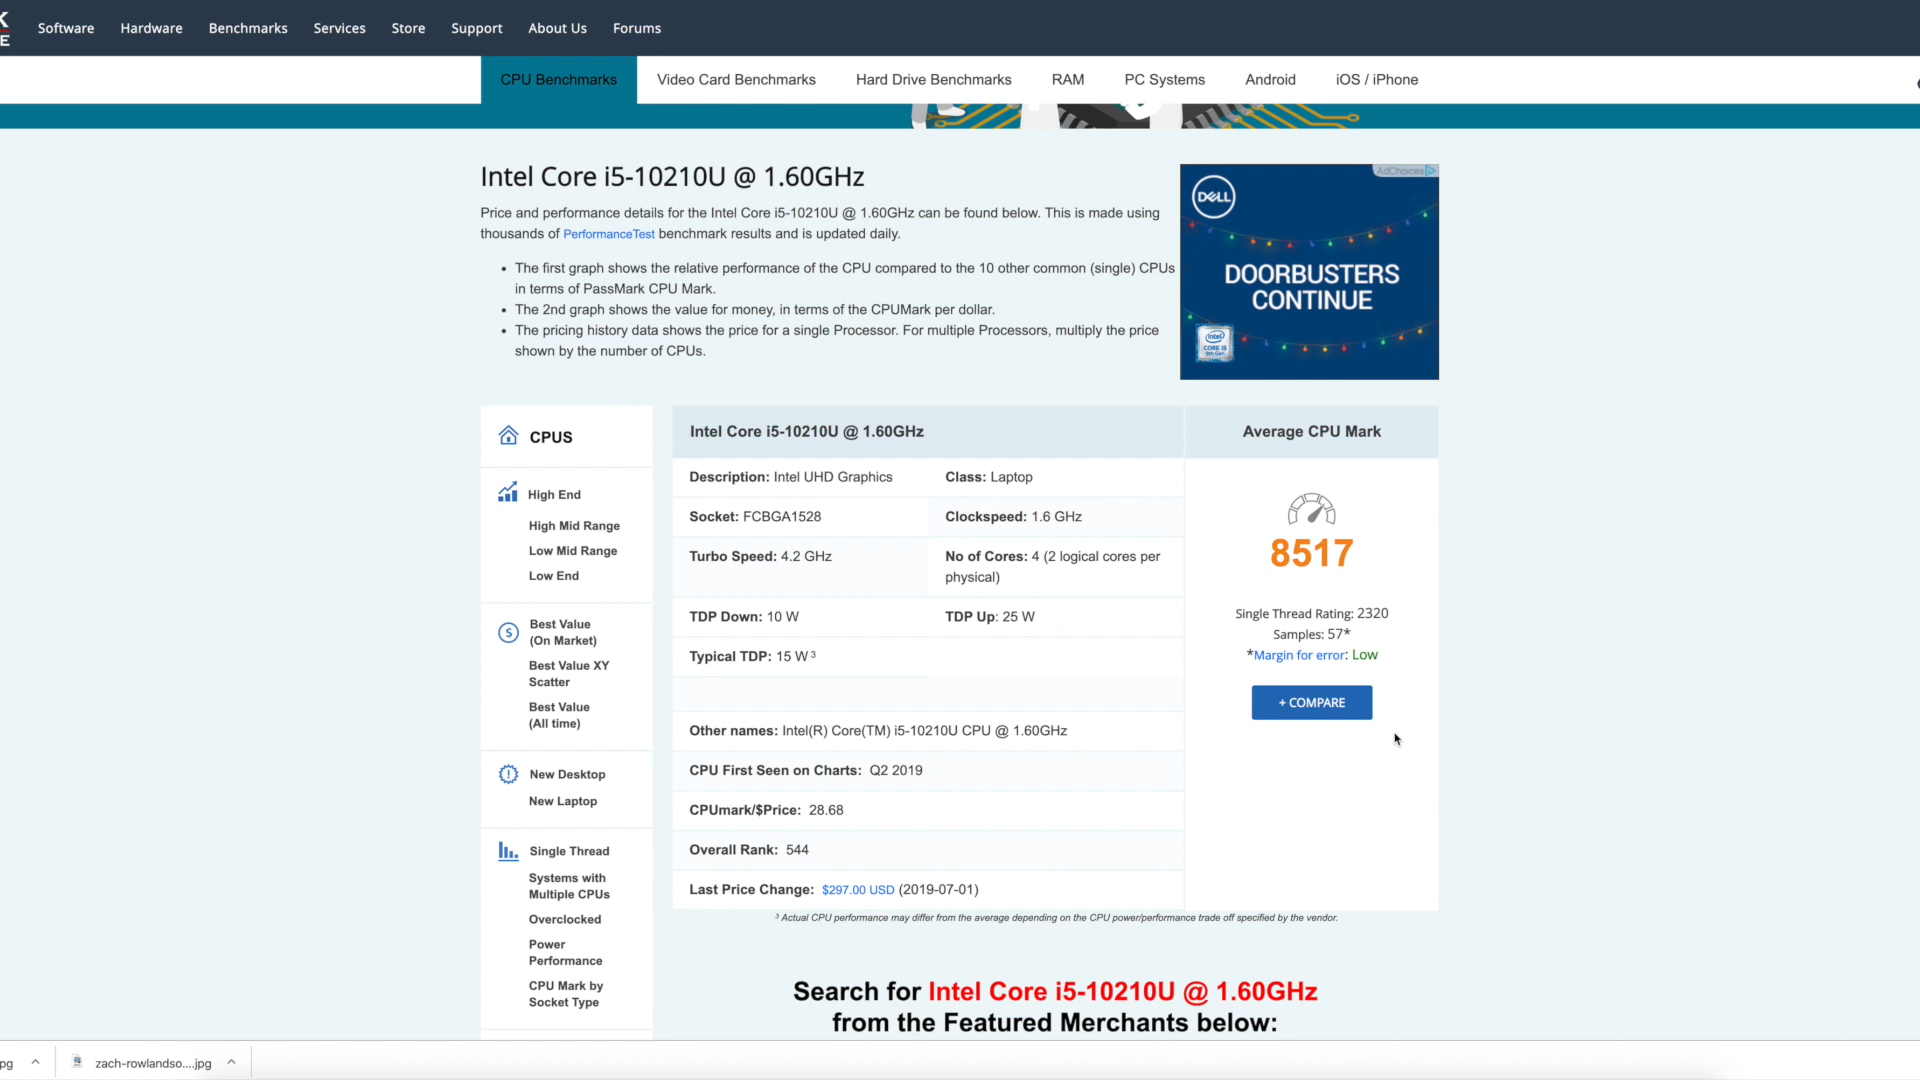 K
E
Software
Hardware
Benchmarks
Services
Store
Support
About Us
Forums
CPU Benchmarks
Video Card Benchmarks
Hard Drive Benchmarks
RAM
PC Systems
Android
iOS / iPhone
Intel Core i5-10210U @ 1.60GHz
Price and performance details for the Intel Core i5-10210U @ 1.60GHz can be found below. This is made using
thousands of PerformanceTest benchmark results and is updated daily.
• The first graph shows the relative performance of the CPU compared to the 10 other common (single) CPUs
in terms of PassMark CPU Mark.
• The 2nd graph shows the value for money, in terms of the CPUMark per dollar.
• The pricing history data shows the price for a single Processor. For multiple Processors, multiply the price
shown by the number of CPUs.
AdChoices
DELL
DOORBUSTERS
CONTINUE
intel
CORE i5
9th Gen
CPUS
High End
High Mid Range
Low Mid Range
Low End
Best Value
(On Market)
Best Value XY
Scatter
Best Value
(All time)
New Desktop
New Laptop
Single Thread
Systems with
Multiple CPUs
Overclocked
Power
Performance
CPU Mark by
Socket Type
Intel Core i5-10210U @ 1.60GHz
Description: Intel UHD Graphics
Class: Laptop
Socket: FCBGA1528
Clockspeed: 1.6 GHz
Turbo Speed: 4.2 GHz
No of Cores: 4 (2 logical cores per
physical)
TDP Down: 10 W
TDP Up: 25 W
Typical TDP: 15 W 3
Other names: Intel(R) Core(TM) i5-10210U CPU @ 1.60GHz
CPU First Seen on Charts: Q2 2019
CPUmark/$Price: 28.68
Overall Rank: 544
Last Price Change: $297.00 USD (2019-07-01)
Average CPU Mark
8517
Single Thread Rating: 2320
Samples: 57*
*Margin for error: Low
+ COMPARE
3 Actual CPU performance may differ from the average depending on the CPU power/performance trade off specified by the vendor.
Search for Intel Core i5-10210U @ 1.60GHz
from the Featured Merchants below:
pg
zach-rowlandso....jpg